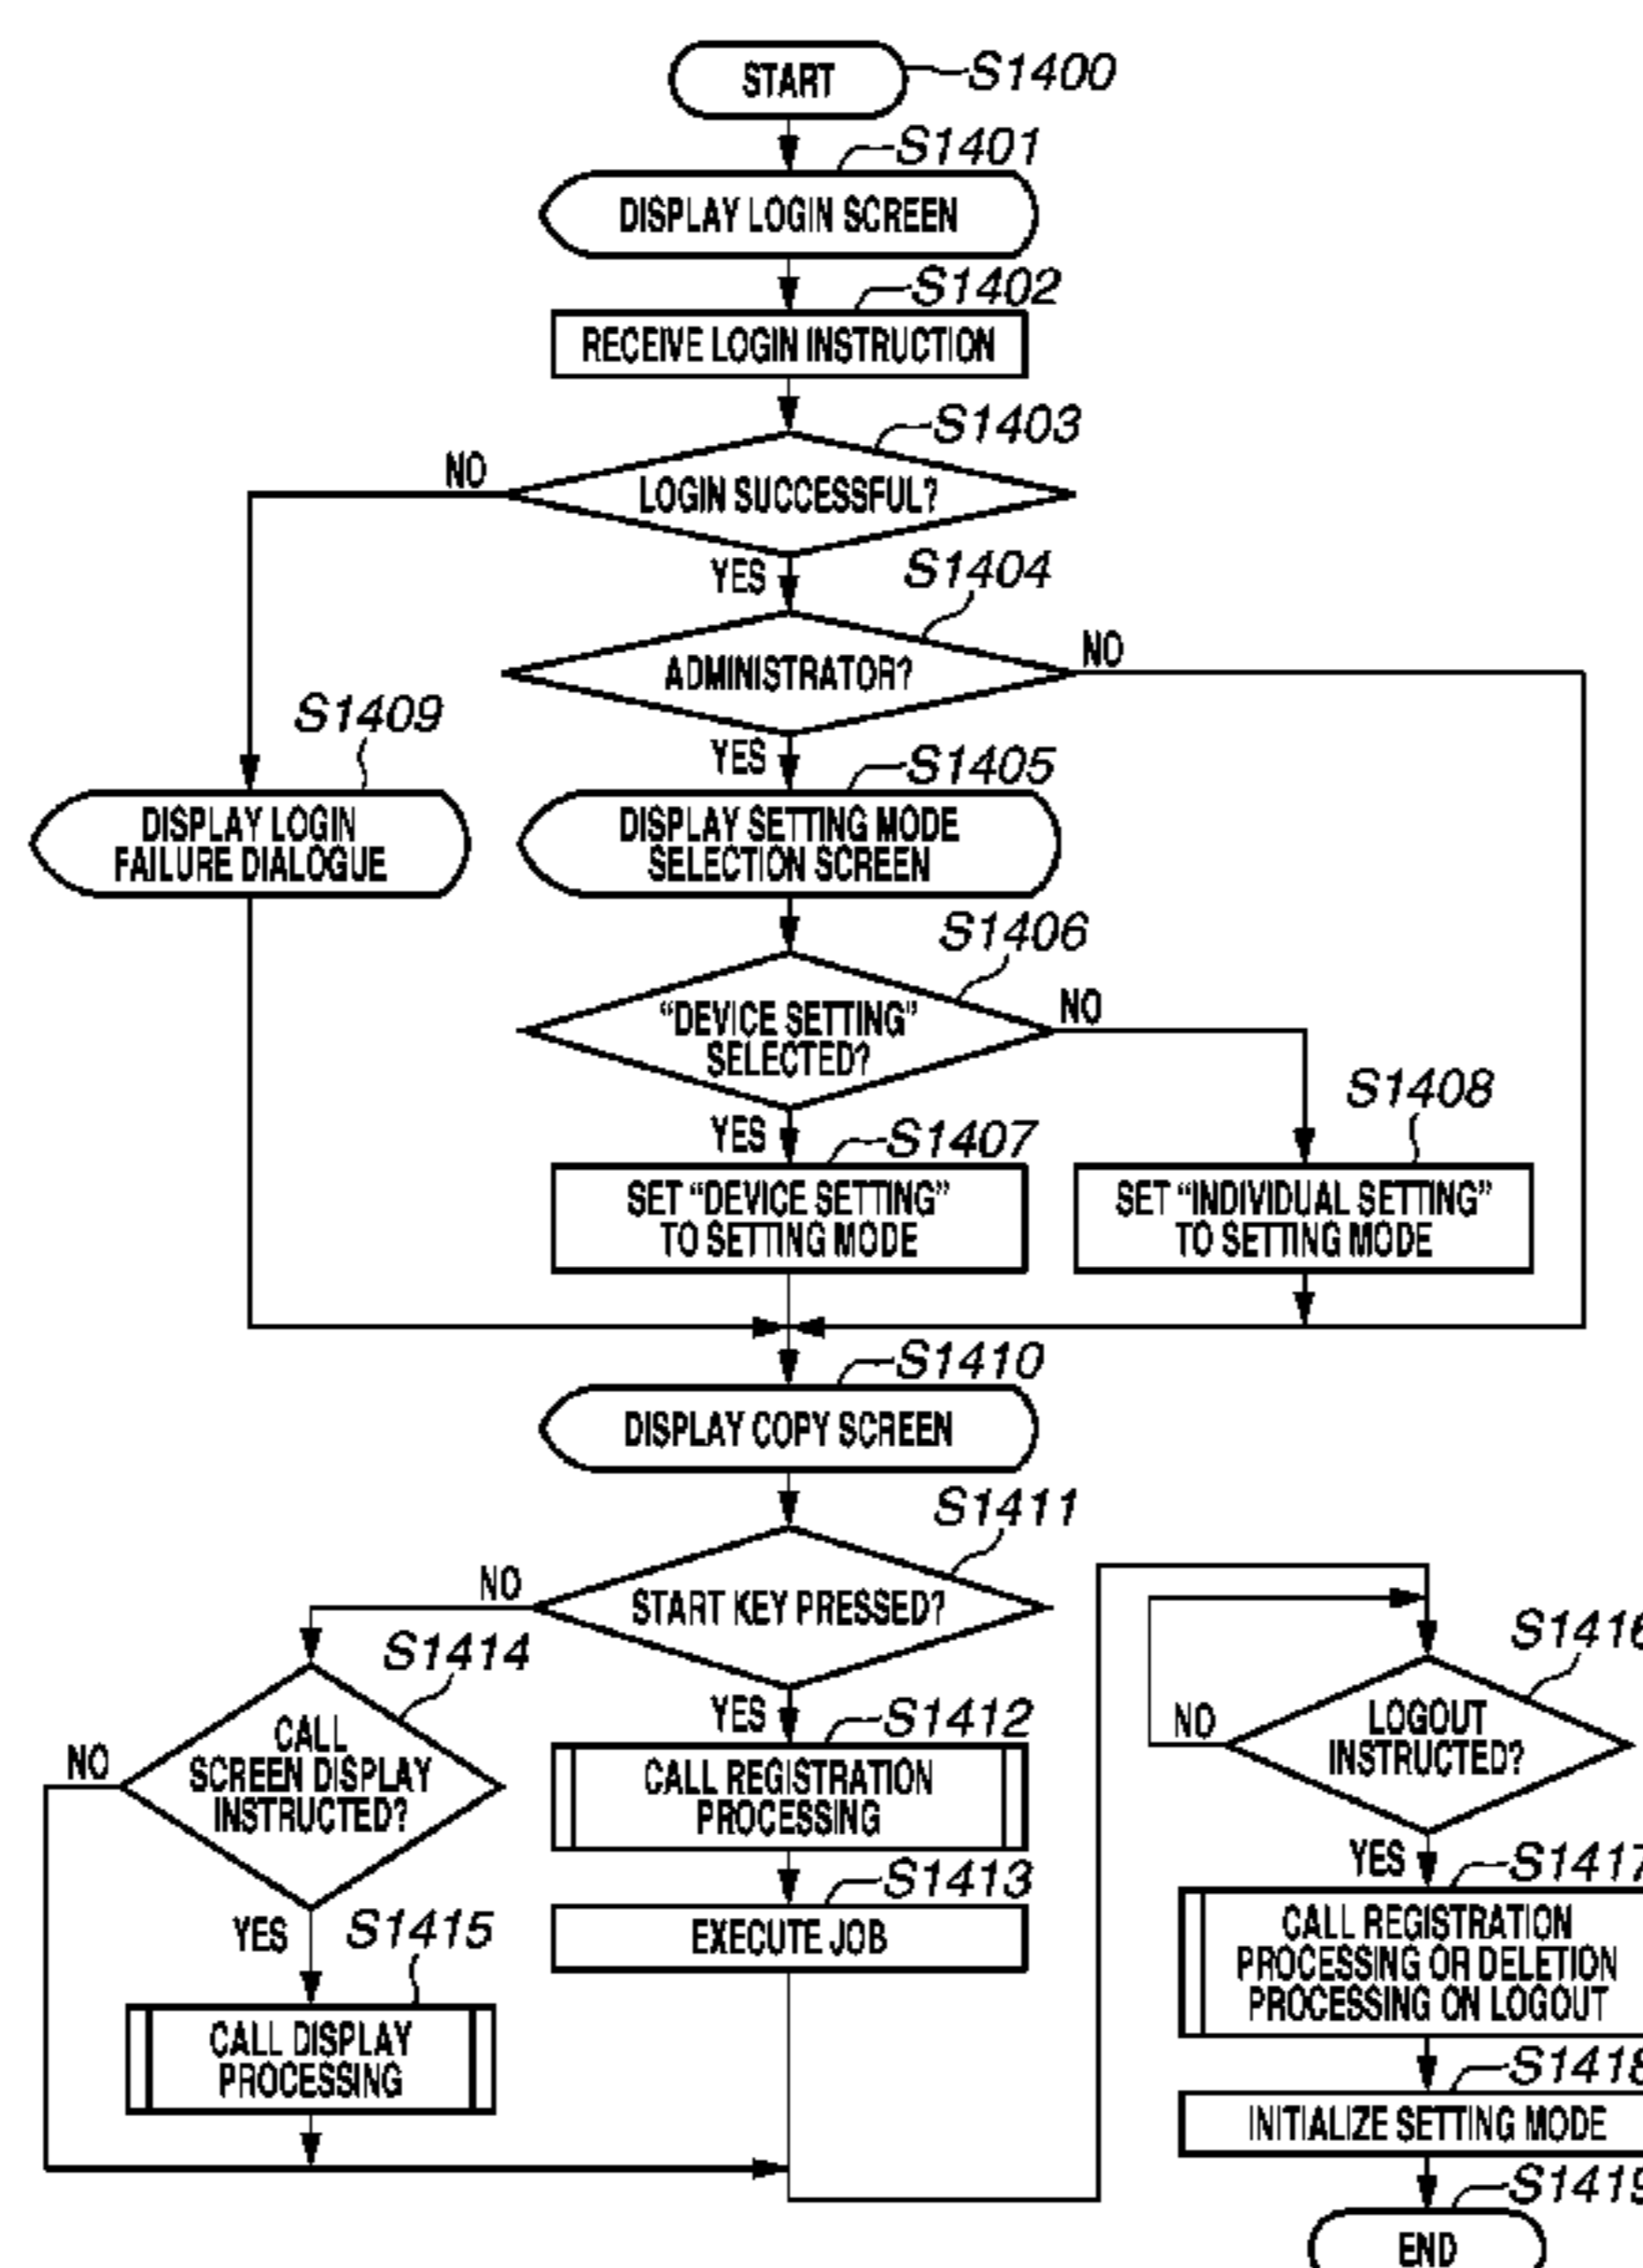 START
S1400
S1401
DISPLAY LOGIN SCREEN
S1402
RECEIVE LOGIN INSTRUCTION
S1403
NO
LOGIN SUCCESSFUL?
YES
S1404
NO
ADMINISTRATOR?
S1409
YES
S1405
DISPLAY LOGIN
FAILURE DIALOGUE
DISPLAY SETTING MODE
SELECTION SCREEN
S1406
NO
“DEVICE SETTING”
SELECTED?
S1408
YES
S1407
SET “DEVICE SETTING”
TO SETTING MODE
SET “INDIVIDUAL SETTING”
TO SETTING MODE
S1410
DISPLAY COPY SCREEN
S1411
NO
START KEY PRESSED?
S1414
S1416
YES
S1412
NO
CALL
SCREEN DISPLAY
INSTRUCTED?
CALL REGISTRATION
PROCESSING
NO
LOGOUT
INSTRUCTED?
YES
S1417
S1413
YES
S1415
EXECUTE JOB
CALL REGISTRATION
PROCESSING OR DELETION
PROCESSING ON LOGOUT
CALL DISPLAY
PROCESSING
S1418
INITIALIZE SETTING MODE
S1419
END